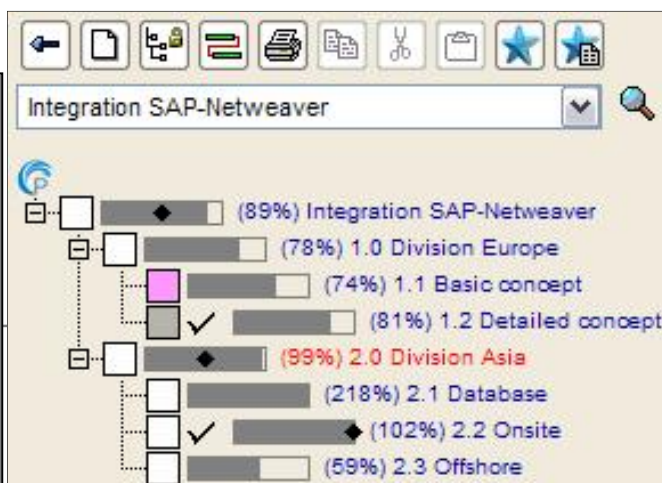 Integration SAP-Netweaver
P
(89%) Integration SAP-Netweaver
(78%) 1.0 Division Europe
(74%) 1.1 Basic concept
(81%) 1.2 Detailed concept
(99%) 2.0 Division Asia
(218%) 2.1 Database
(102%) 2.2 Onsite
(59%) 2.3 Offshore